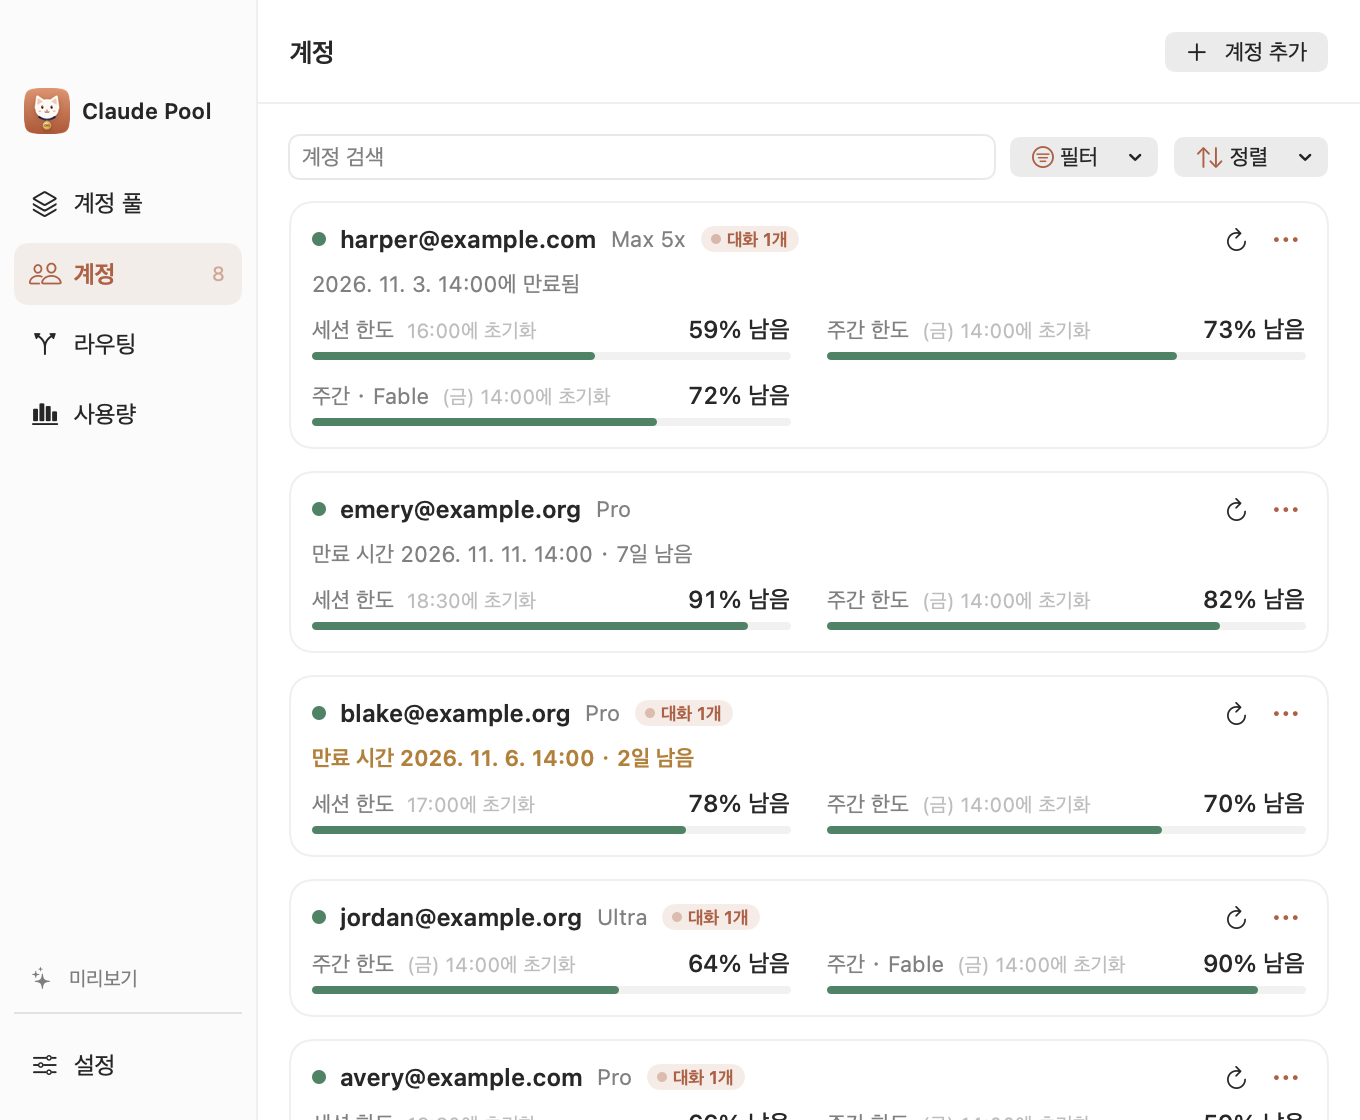 Claude Pool
계정 풀
계정 8
라우팅
사용량
미리보기
설정
계정
계정 추가
계정 검색
필터
정렬
harper@example.com Max 5x 대화 1개
2026. 11. 3. 14:00에 만료됨
세션 한도 16:00에 초기화 59% 남음
주간 한도 (금) 14:00에 초기화 73% 남음
주간 · Fable (금) 14:00에 초기화 72% 남음
emery@example.org Pro
만료 시간 2026. 11. 11. 14:00 · 7일 남음
세션 한도 18:30에 초기화 91% 남음
주간 한도 (금) 14:00에 초기화 82% 남음
blake@example.org Pro 대화 1개
만료 시간 2026. 11. 6. 14:00 · 2일 남음
세션 한도 17:00에 초기화 78% 남음
주간 한도 (금) 14:00에 초기화 70% 남음
jordan@example.org Ultra 대화 1개
주간 한도 (금) 14:00에 초기화 64% 남음
주간 · Fable (금) 14:00에 초기화 90% 남음
avery@example.com Pro 대화 1개